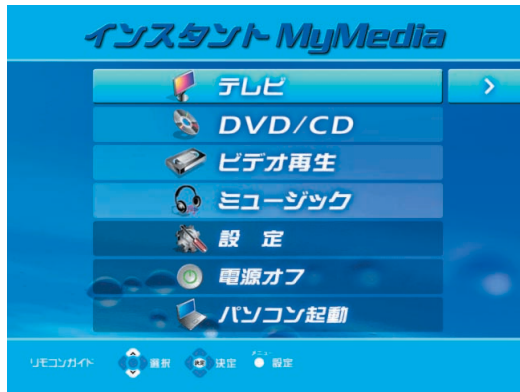 インスタント MyMedia
テレビ
DVD/CD
ビデオ再生
ミュージック
設 定
電源オフ
パソコン起動
リモコンガイド 選択 決定 決定 メニュー 設定